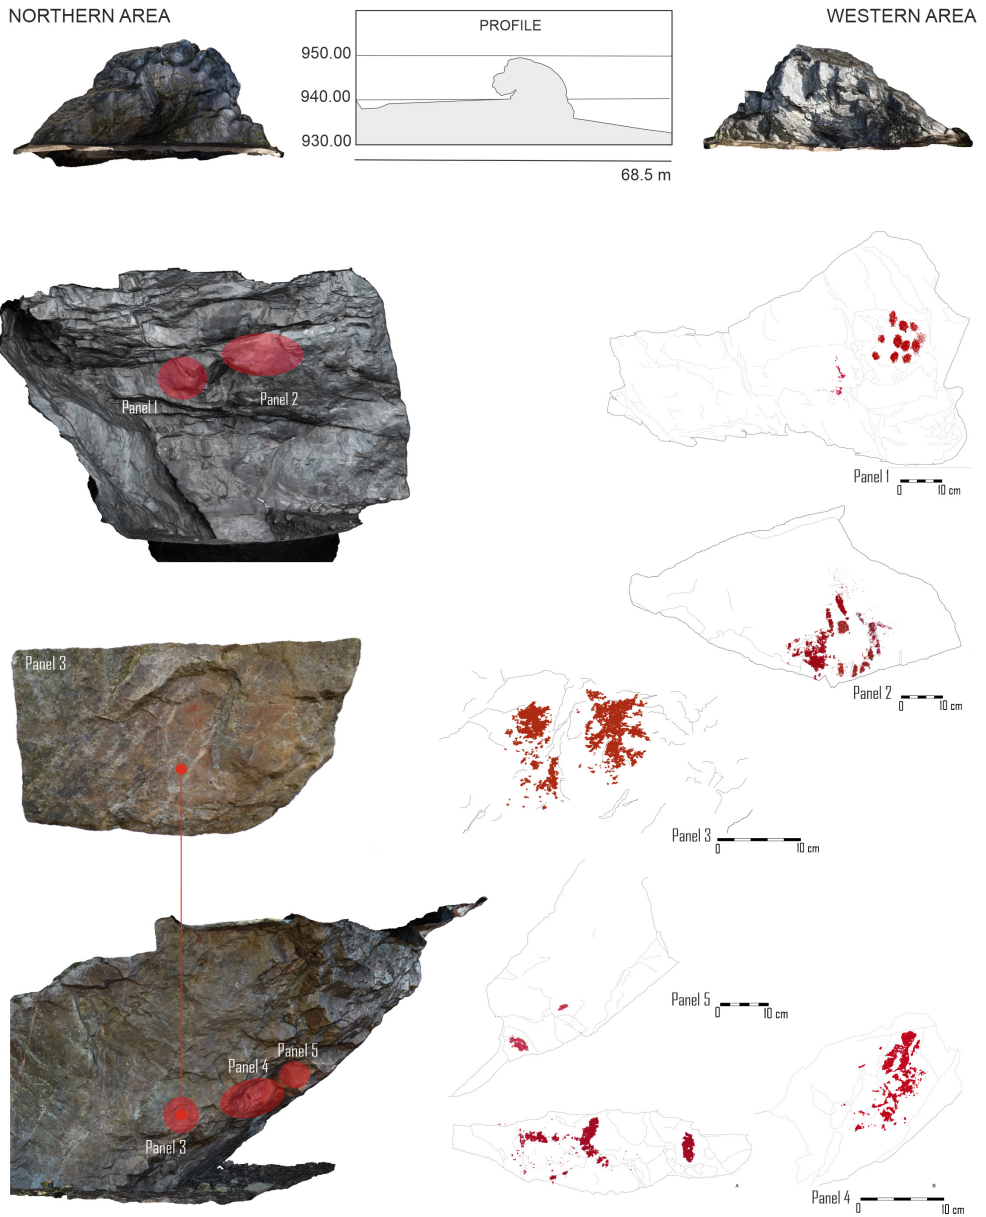 NORTHERN AREA
PROFILE
WESTERN AREA
950.00
940.00
930.00
68.5 m
Panel 1
Panel 2
Panel 1
0 10 cm
Panel 2
0 10 cm
Panel 3
Panel 3
0 10 cm
Panel 5
0 10 cm
Panel 5
Panel 4
Panel 3
A
B
Panel 4
0 10 cm